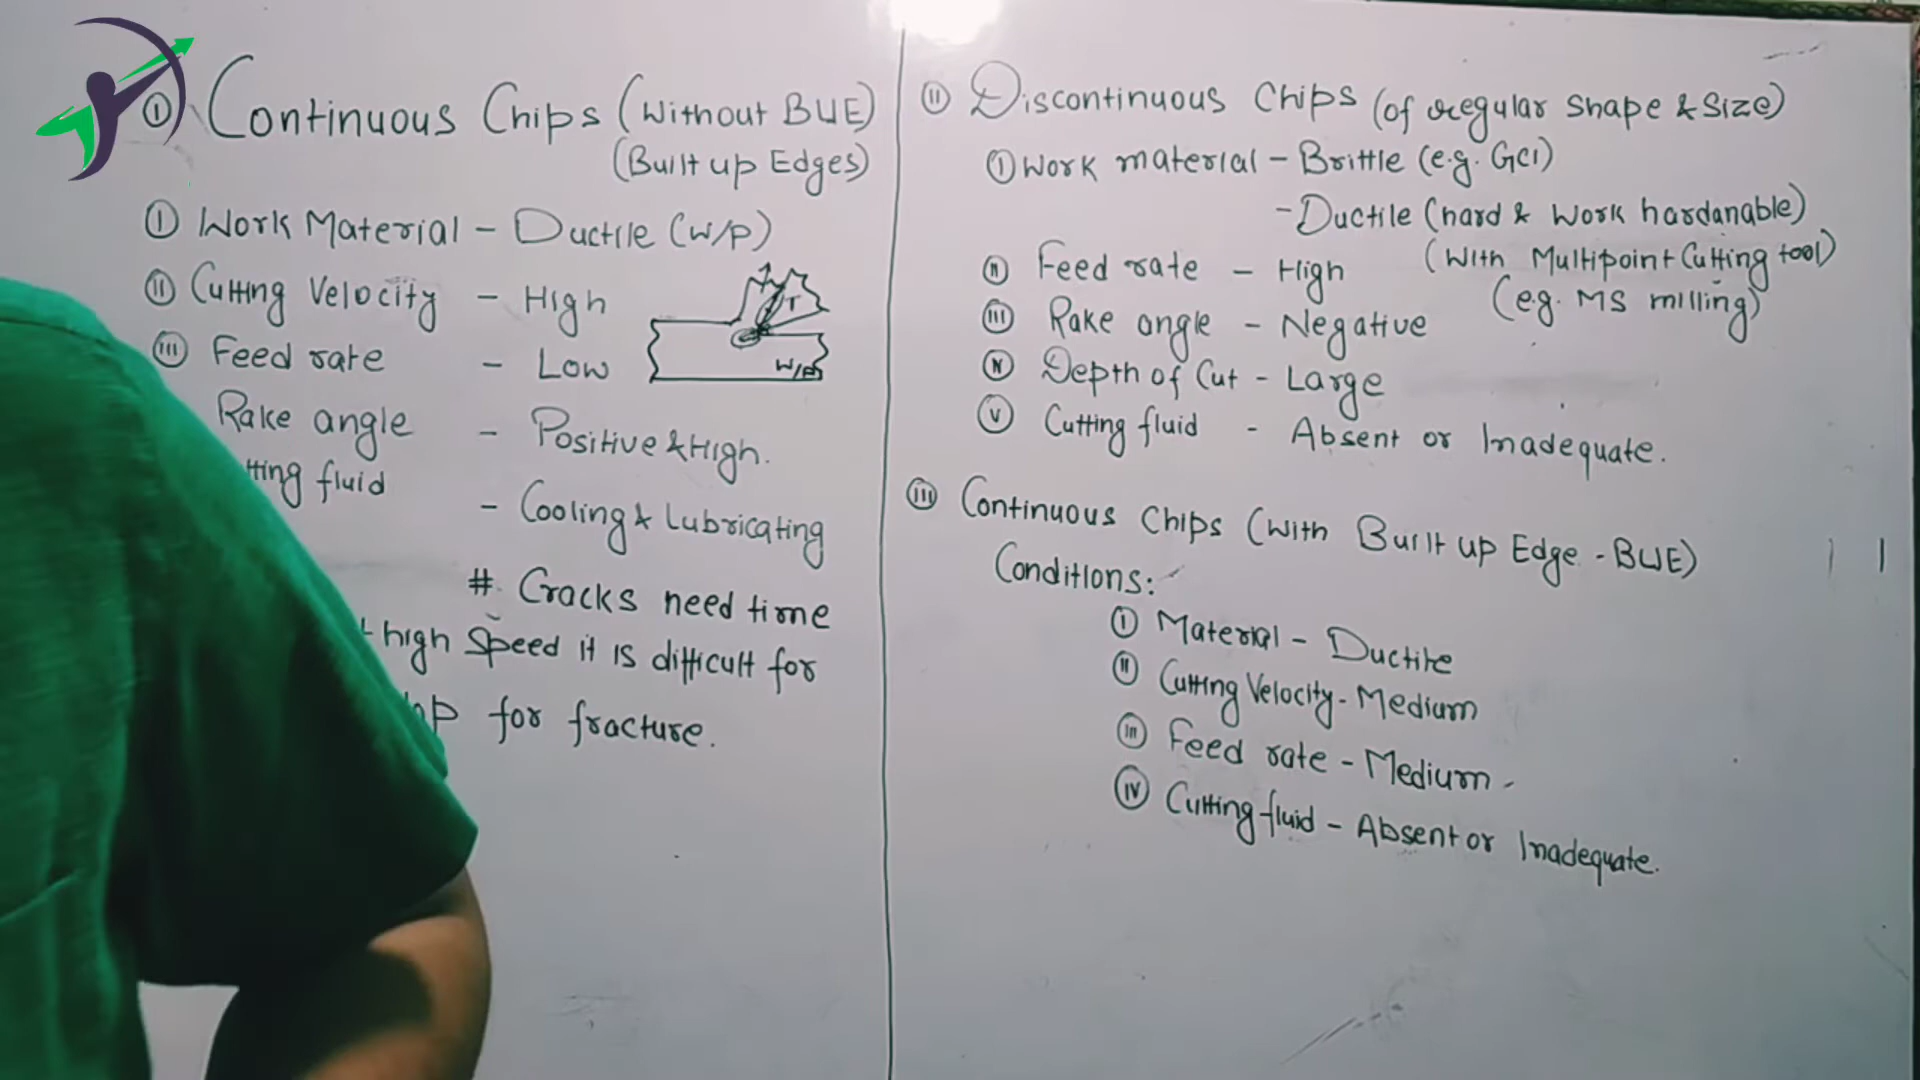 ① Continuous Chips (Without BUE)
(Built up Edges)
① Work Material - Ductile (W/P)
② Cutting Velocity - High
③ Feed rate - Low
Rake angle - Positive & High.
tting fluid - Cooling & Lubricating
# Cracks need time
high Speed it is difficult for
for fracture.
T
W/P
② Discontinuous Chips (of regular shape & Size)
① Work material - Brittle (e.g. GCI)
- Ductile (hard & work hardanable)
(With Multipoint Cutting tool)
(e.g. MS milling)
② Feed rate - High
③ Rake angle - Negative
④ Depth of Cut - Large
⑤ Cutting fluid - Absent or Inadequate.
③ Continuous Chips (With Built up Edge - BUE)
Conditions:
① Material - Ductile
② Cutting Velocity - Medium
③ Feed rate - Medium
④ Cutting fluid - Absent or Inadequate.